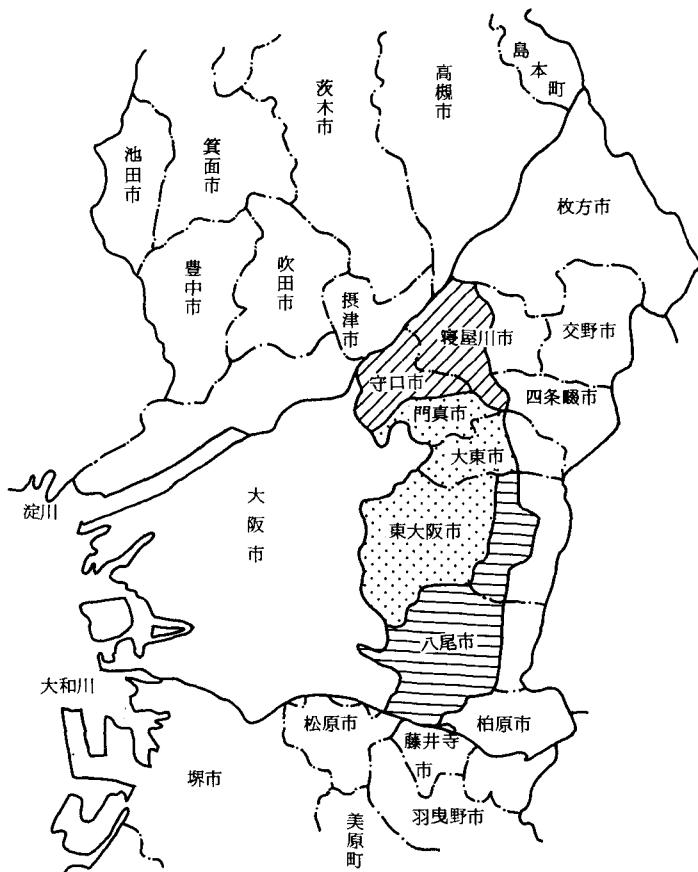 島本町
高槻市
茨木市
箕面市
池田市
枚方市
豊中市
吹田市
摂津市
寝屋川市
交野市
守口市
四条畷市
門真市
大東市
淀川
大阪市
東大阪市
八尾市
大和川
松原市
藤井寺市
柏原市
堺市
美原町
羽曳野市